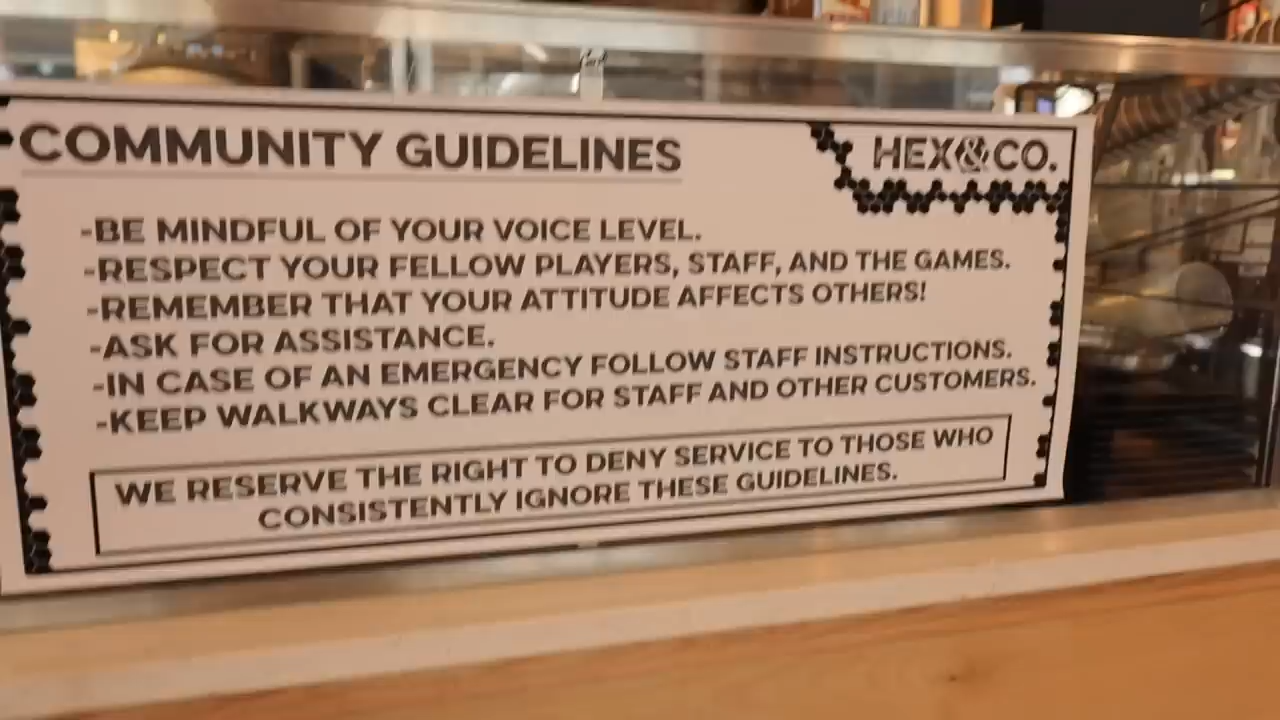 COMMUNITY GUIDELINES
HEX&CO.
-BE MINDFUL OF YOUR VOICE LEVEL.
-RESPECT YOUR FELLOW PLAYERS, STAFF, AND THE GAMES.
-REMEMBER THAT YOUR ATTITUDE AFFECTS OTHERS!
-ASK FOR ASSISTANCE.
-IN CASE OF AN EMERGENCY FOLLOW STAFF INSTRUCTIONS.
-KEEP WALKWAYS CLEAR FOR STAFF AND OTHER CUSTOMERS.
WE RESERVE THE RIGHT TO DENY SERVICE TO THOSE WHO
CONSISTENTLY IGNORE THESE GUIDELINES.